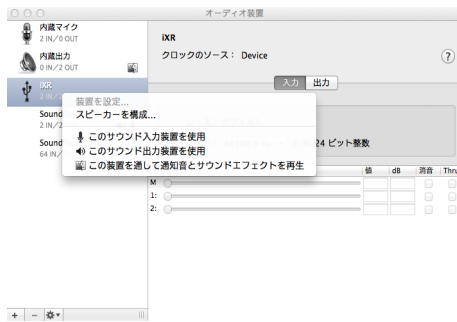 オーディオ装置
内蔵マイク
2 IN/0 OUT
内蔵出力
0 IN/2 OUT
iXR
2 IN/2
Sound
2 IN/2
Sound
64 IN/
装置を設定...
スピーカーを構成...
このサウンド入力装置を使用
このサウンド出力装置を使用
この装置を通して通知音とサウンドエフェクトを再生
iXR
クロックのソース： Device
?
入力
出力
24 ビット整数
値
dB
消音
Thru
M
1:
2: